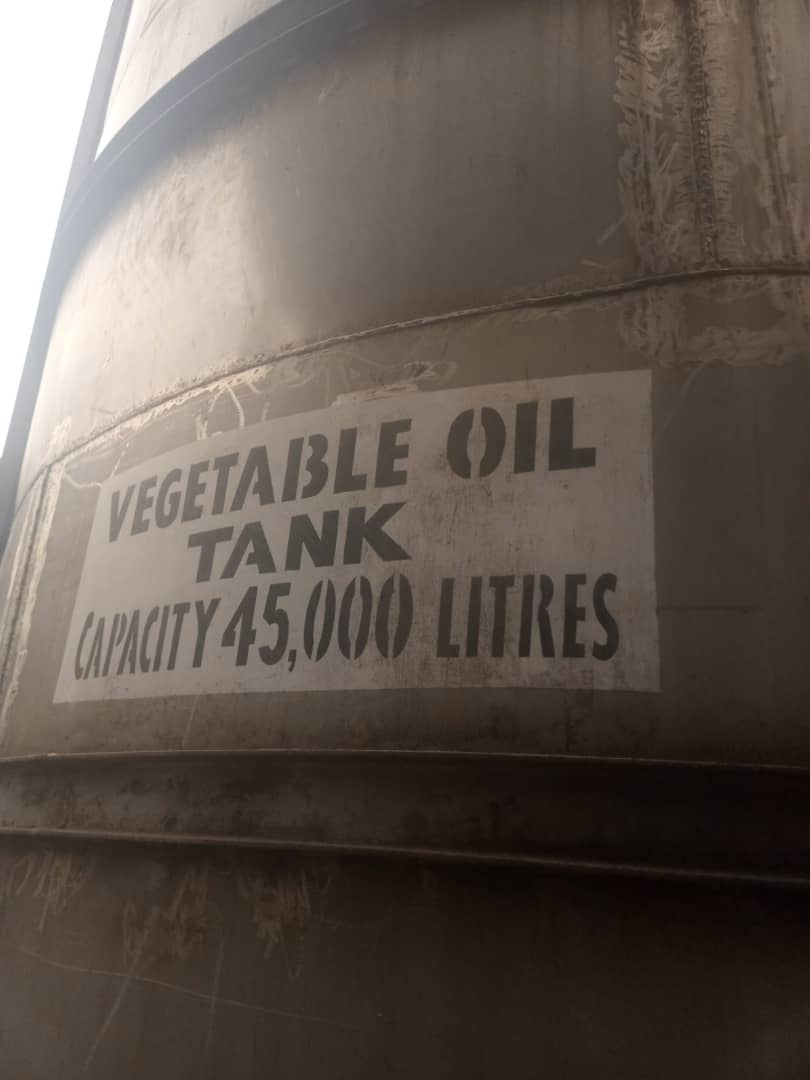 VEGETABLE OIL
TANK
CAPACITY 45,000 LITRES